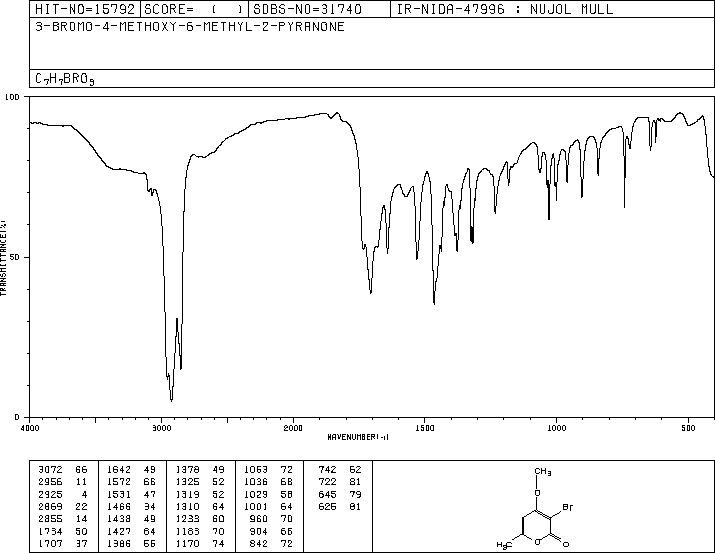 HIT-NO=15792 SCORE= ( ) SDBS-NO=31740 IR-NIDA-47996 : NUJOL MULL
3-BROMO-4-METHOXY-6-METHYL-2-PYRANONE
C7H7BRO3
100
50
0
TRANSMITTANCE(%)
4000 3000 2000 1500 1000 500
WAVENUMBER(-1)
3072 66 1642 49 1378 49 1063 72 742 62
2956 11 1572 66 1325 52 1036 68 722 81
2925 4 1531 47 1319 52 1029 58 645 79
2869 22 1466 34 1310 64 1001 64 625 81
2855 14 1438 49 1233 60 960 70
1734 50 1427 64 1183 70 904 66
1707 37 1386 55 1170 74 842 72
CH3
O
Br
H3C O O